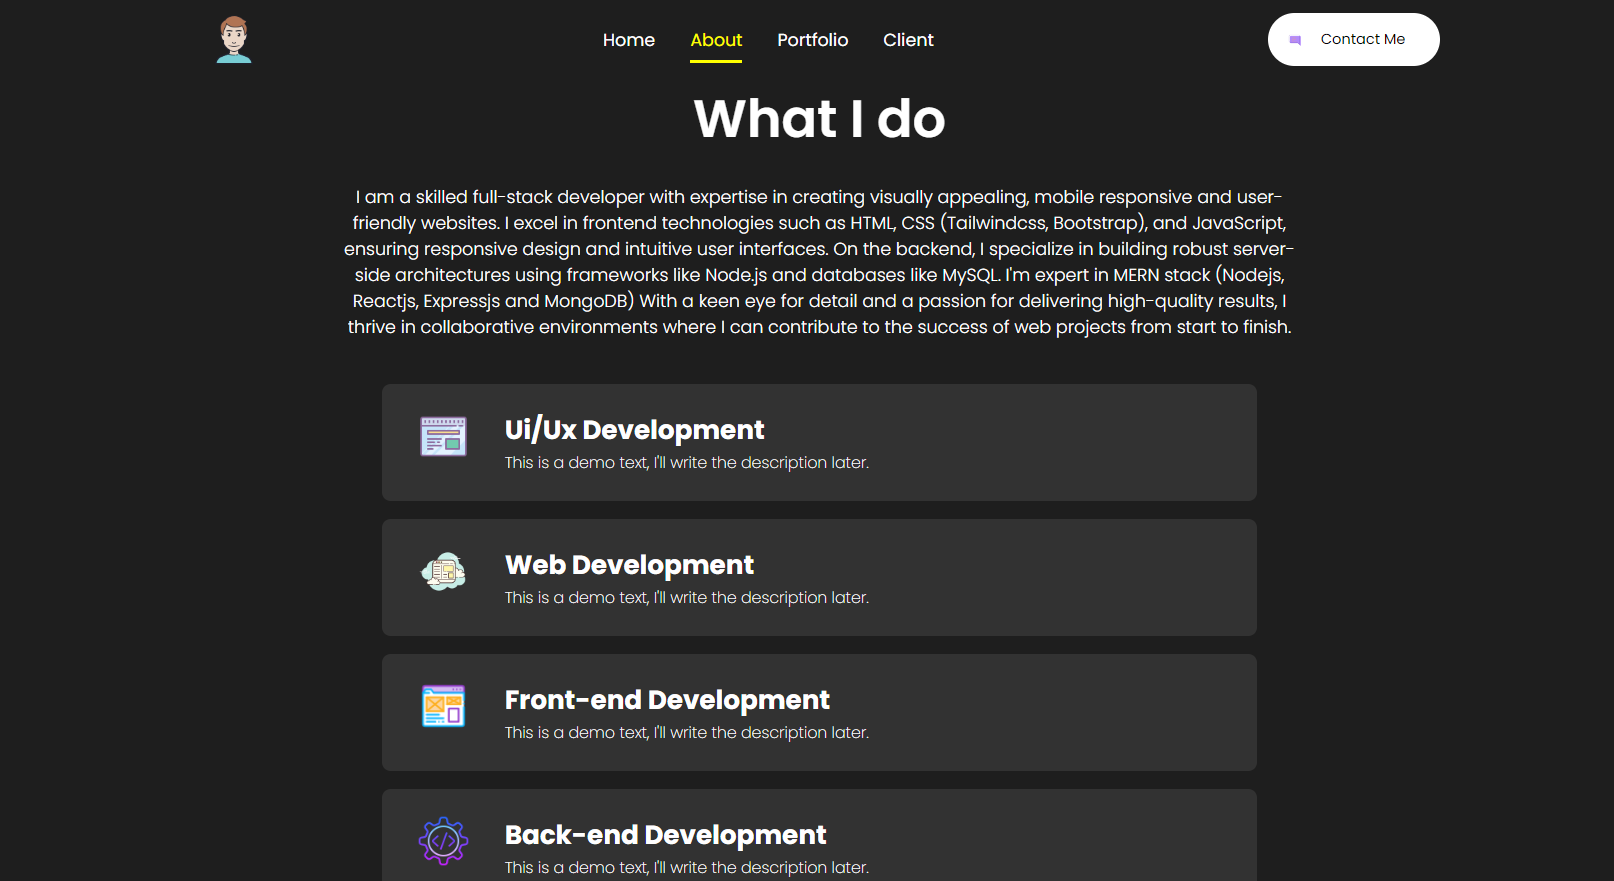 Home About Portfolio Client
Contact Me
What I do
I am a skilled full-stack developer with expertise in creating visually appealing, mobile responsive and user-
friendly websites. I excel in frontend technologies such as HTML, CSS (Tailwindcss, Bootstrap), and JavaScript,
ensuring responsive design and intuitive user interfaces. On the backend, I specialize in building robust server-
side architectures using frameworks like Node.js and databases like MySQL. I'm expert in MERN stack (Nodejs,
Reactjs, Expressjs and MongoDB) With a keen eye for detail and a passion for delivering high-quality results, I
thrive in collaborative environments where I can contribute to the success of web projects from start to finish.
Ui/Ux Development
This is a demo text, I'll write the description later.
Web Development
This is a demo text, I'll write the description later.
Front-end Development
This is a demo text, I'll write the description later.
Back-end Development
This is a demo text, I'll write the description later.